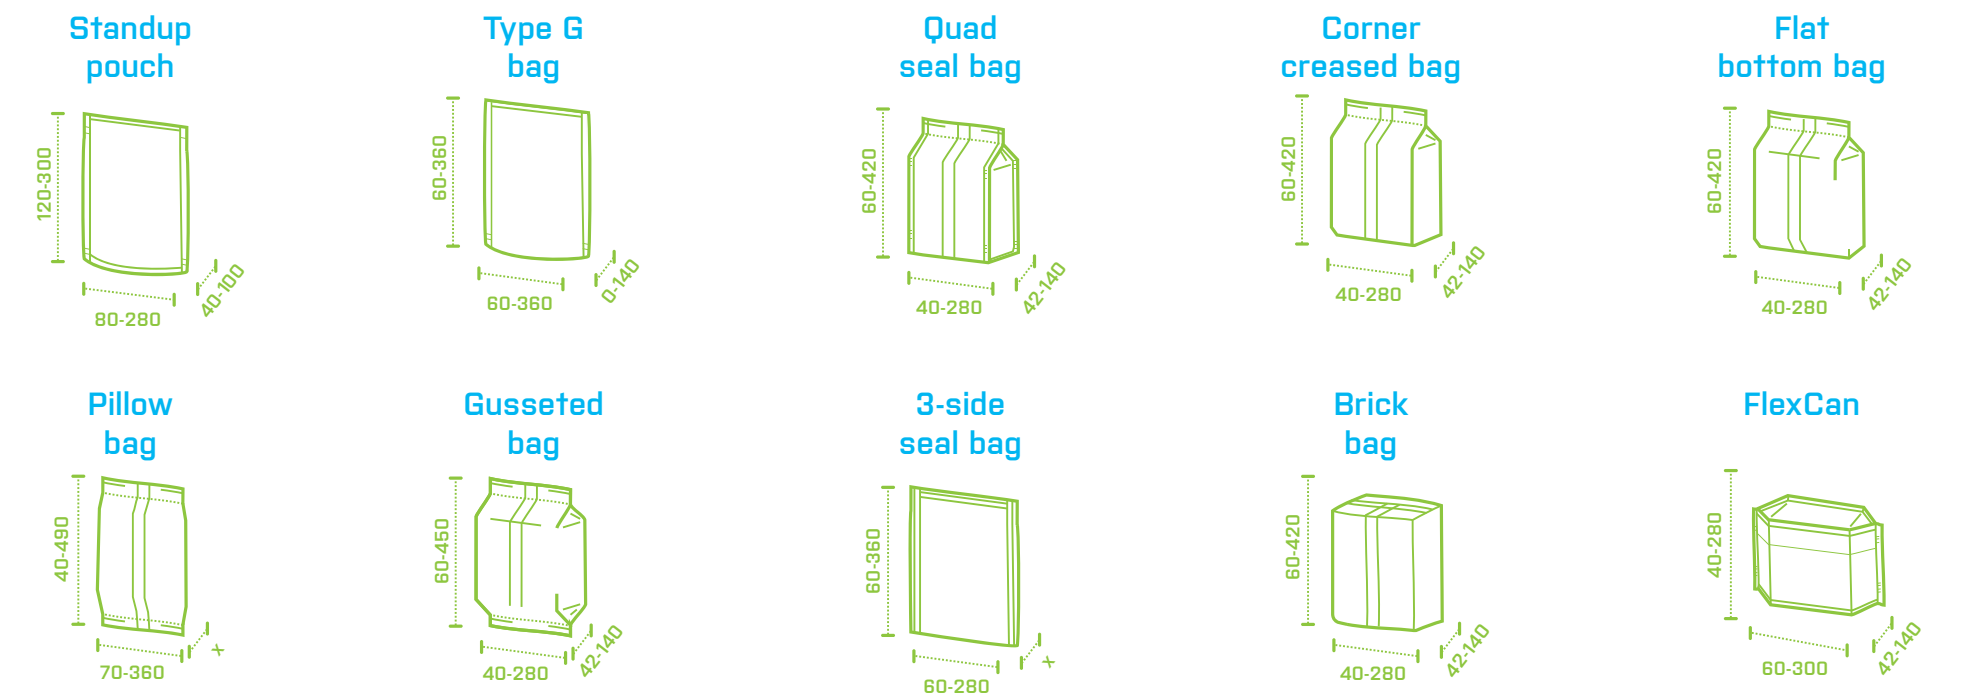 Standup
pouch
120-300
80-280
40-100
Type G
bag
60-360
60-360
0-140
Quad
seal bag
60-420
40-280
42-140
Corner
creased bag
60-420
40-280
42-140
Flat
bottom bag
60-420
40-280
42-140
Pillow
bag
40-490
70-360
x
Gusseted
bag
60-450
40-280
42-140
3-side
seal bag
60-360
60-280
x
Brick
bag
60-420
40-280
42-140
FlexCan
40-280
60-300
42-140